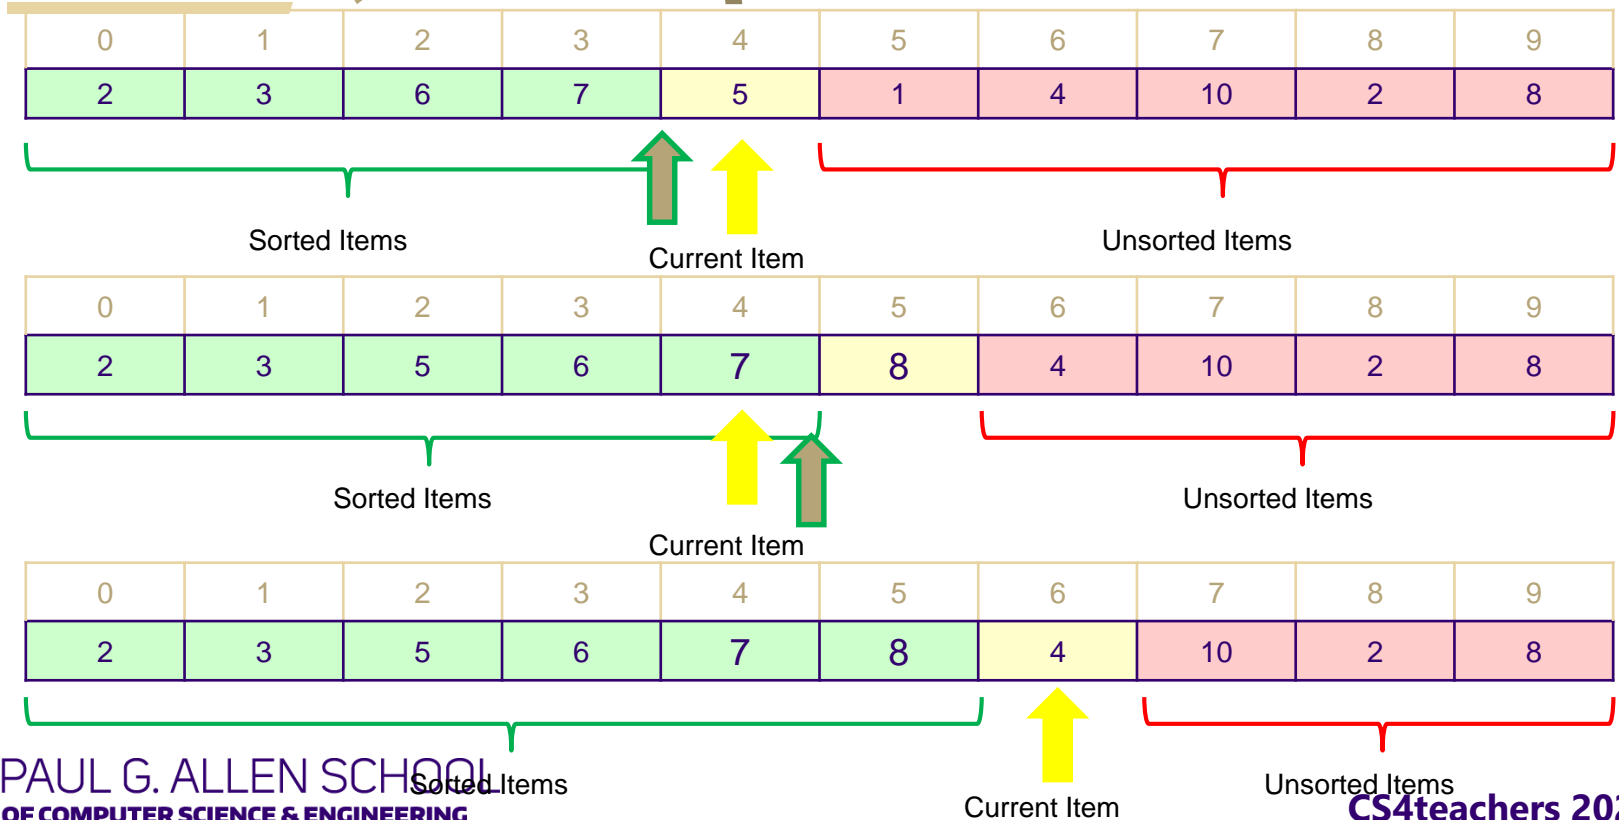 0 1 2 3 4 5 6 7 8 9
2 3 6 7 5 1 4 10 2 8
Sorted Items
Unsorted Items
Current Item
0 1 2 3 4 5 6 7 8 9
2 3 5 6 7 8 4 10 2 8
Sorted Items
Unsorted Items
Current Item
0 1 2 3 4 5 6 7 8 9
2 3 5 6 7 8 4 10 2 8
Sorted Items
Unsorted Items
Current Item
PAUL G. ALLEN SCHOOL
OF COMPUTER SCIENCE & ENGINEERING
CS4teachers